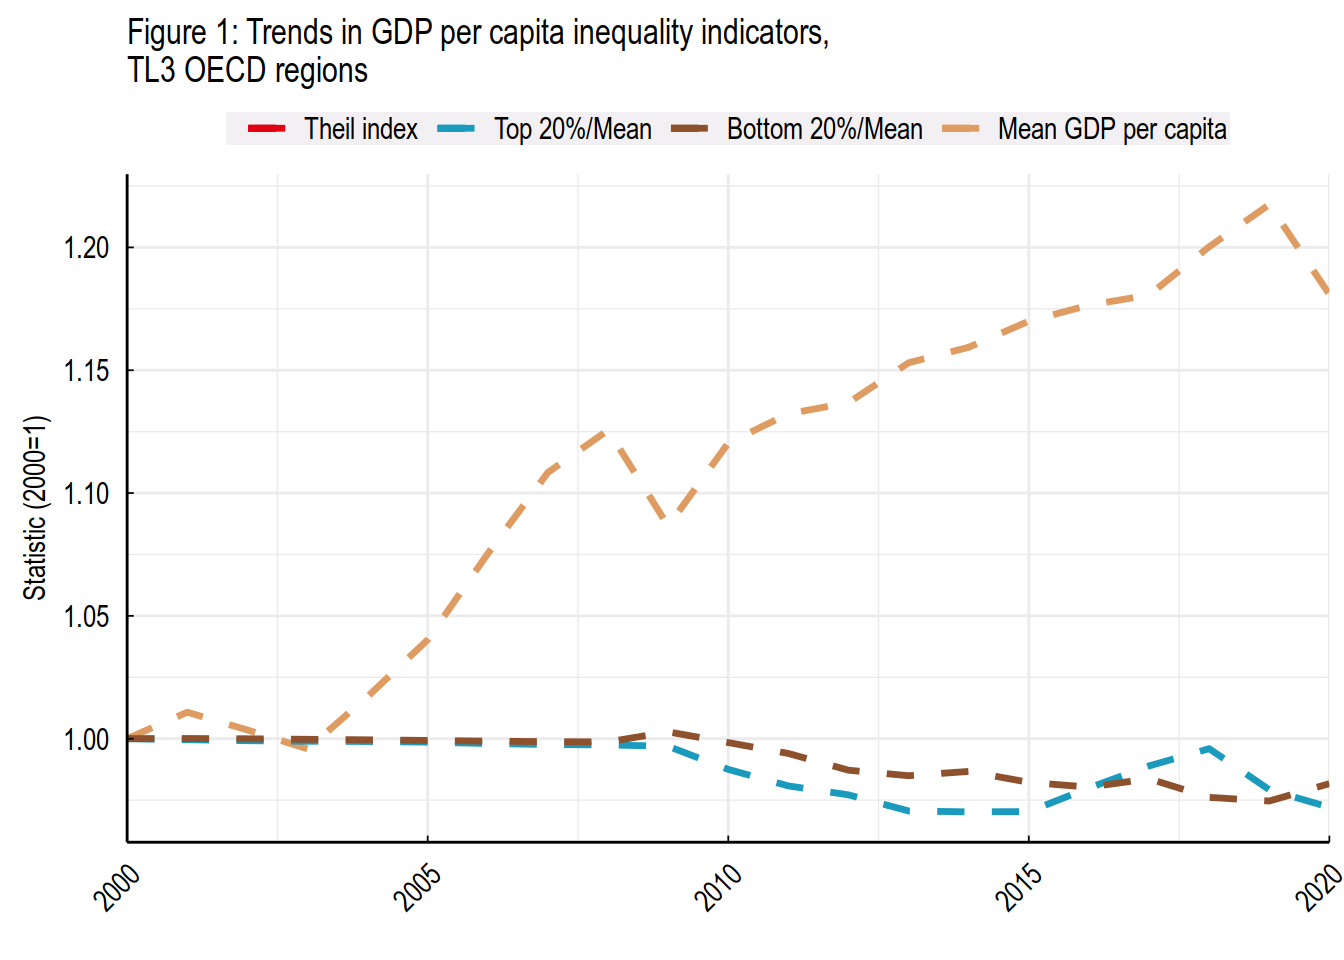 Figure 1: Trends in GDP per capita inequality indicators,
TL3 OECD regions
Theil index Top 20%/Mean Bottom 20%/Mean Mean GDP per capita
1.20
1.15
1.10
1.05
1.00
Statistic (2000=1)
2000 2005 2010 2015 2020